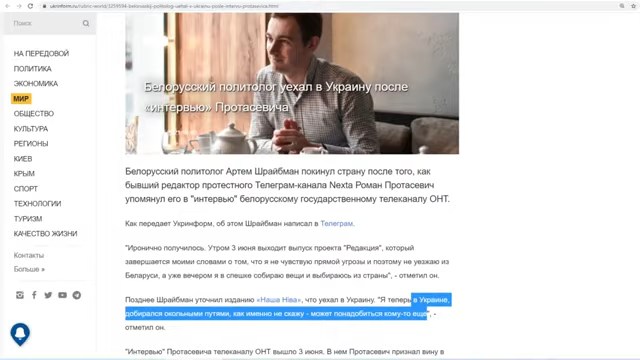 ukrinform.ru/rubric-world/3259594-belorusskij-politolog-uehal-v-ukrainu-posle-intervu-protasevica.html
Поиск
НА ПЕРЕДОВОЙ
ПОЛИТИКА
ЭКОНОМИКА
МИР
ОБЩЕСТВО
КУЛЬТУРА
РЕГИОНЫ
КИЕВ
КРЫМ
СПОРТ
ТЕХНОЛОГИИ
ТУРИЗМ
КАЧЕСТВО ЖИЗНИ
Контакты
Больше »
Белорусский политолог уехал в Украину после
«интервью» Протасевича
Белорусский политолог Артем Шрайбман покинул страну после того, как
бывший редактор протестного Телеграм-канала Nexta Роман Протасевич
упомянул его в "интервью" белорусскому государственному телеканалу ОНТ.
Как передает Укринформ, об этом Шрайбман написал в Телеграм.
"Иронично получилось. Утром 3 июня выходит выпуск проекта "Редакция", который
завершается моими словами о том, что я не чувствую прямой угрозы и поэтому не уезжаю из
Беларуси, а уже вечером я в спешке собираю вещи и выбираюсь из страны", - отметил он.
Позднее Шрайбман уточнил изданию «Наша Ніва», что уехал в Украину. "Я теперь в Украине,
добирался окольными путями, как именно не скажу - может понадобиться кому-то еще", -
отметил он.
"Интервью" Протасевича телеканалу ОНТ вышло 3 июня. В нем Протасевич признал вину в